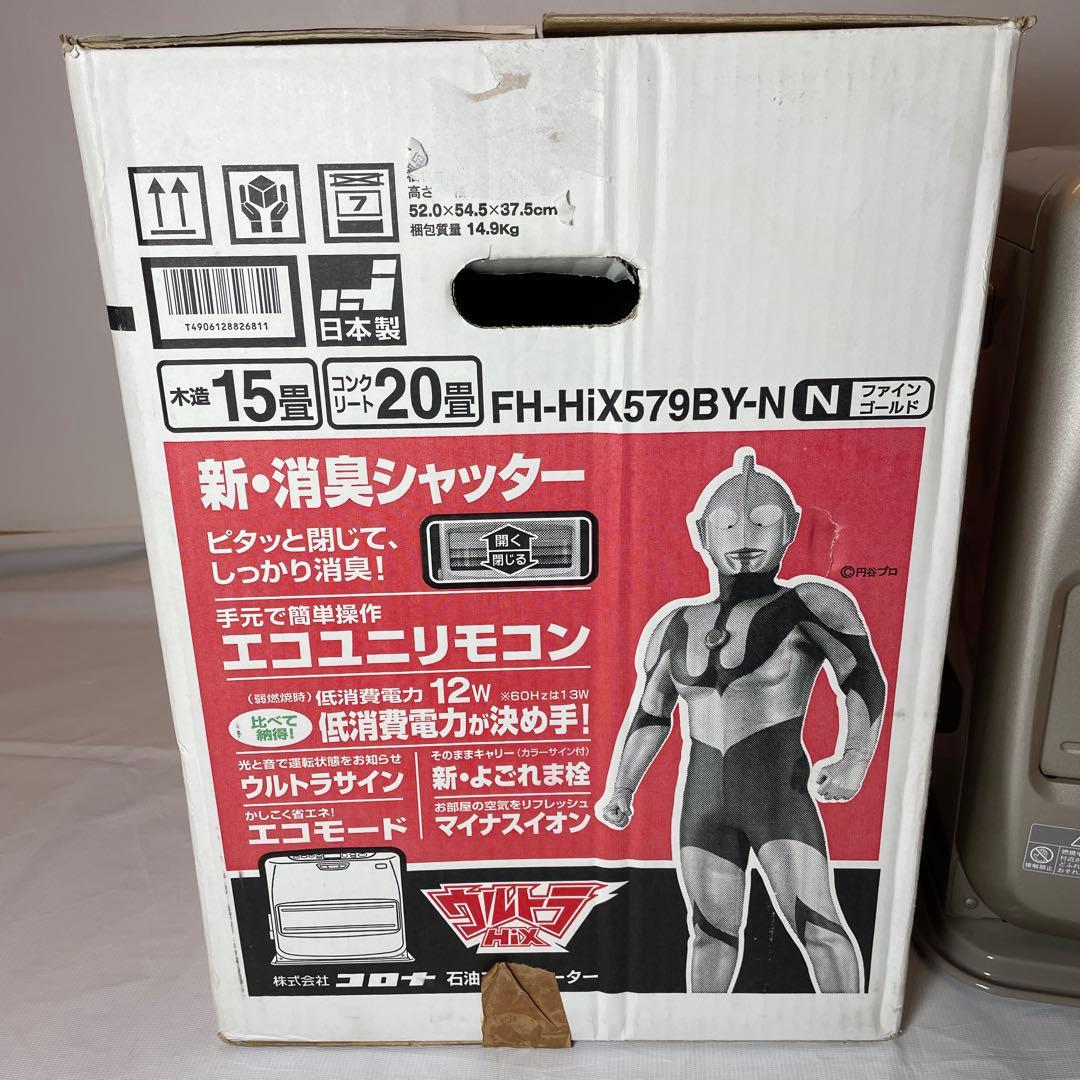 7
高さ
52.0×54.5×37.5cm
梱包質量 14.9Kg
T4906128826811
日本製
木造 15畳
コンクリート 20畳
FH-HiX579BY-N
N ファインゴールド
新・消臭シャッター
ピタッと閉じて、
しっかり消臭!
開く
閉じる
©円谷プロ
手元で簡単操作
エコユニリモコン
(弱燃焼時) 低消費電力 12W ※60Hzは13W
比べて納得!
低消費電力が決め手!
光と音で運転状態をお知らせ
ウルトラサイン
そのままキャリー(カラーサイン付)
新・よごれま栓
かしこく省エネ!
エコモード
お部屋の空気をリフレッシュ
マイナスイオン
ウルトラ
HiX
株式会社 コロナ 石油
ーター
接触禁止